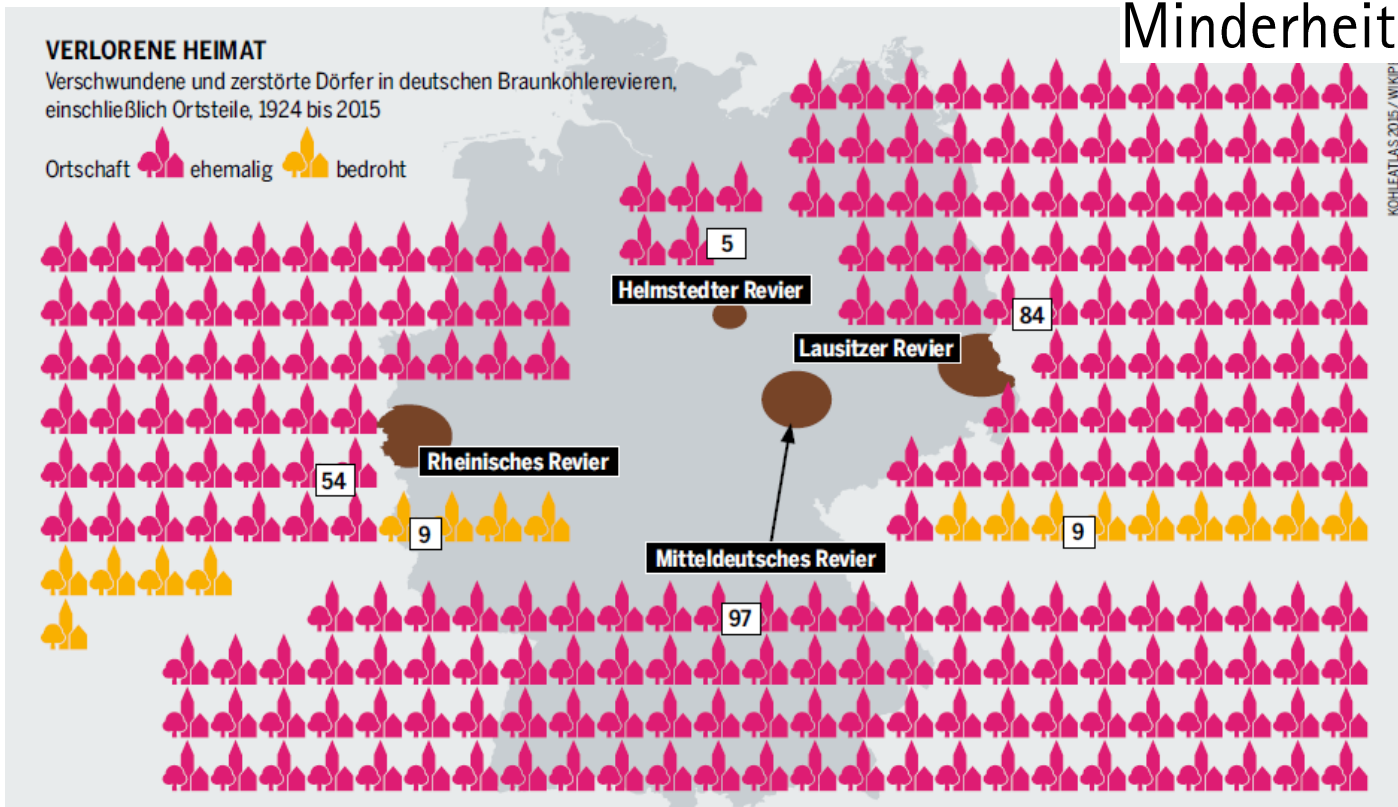 Minderheit
VERLORENE HEIMAT
Verschwundene und zerstörte Dörfer in deutschen Braunkohlerevieren,
einschließlich Ortsteile, 1924 bis 2015
Ortschaft ehemalig bedroht
KOHLEATLAS 2015 / WIKIP
5
Helmstedter Revier
84
Lausitzer Revier
Rheinisches Revier
54
9
9
Mitteldeutsches Revier
97